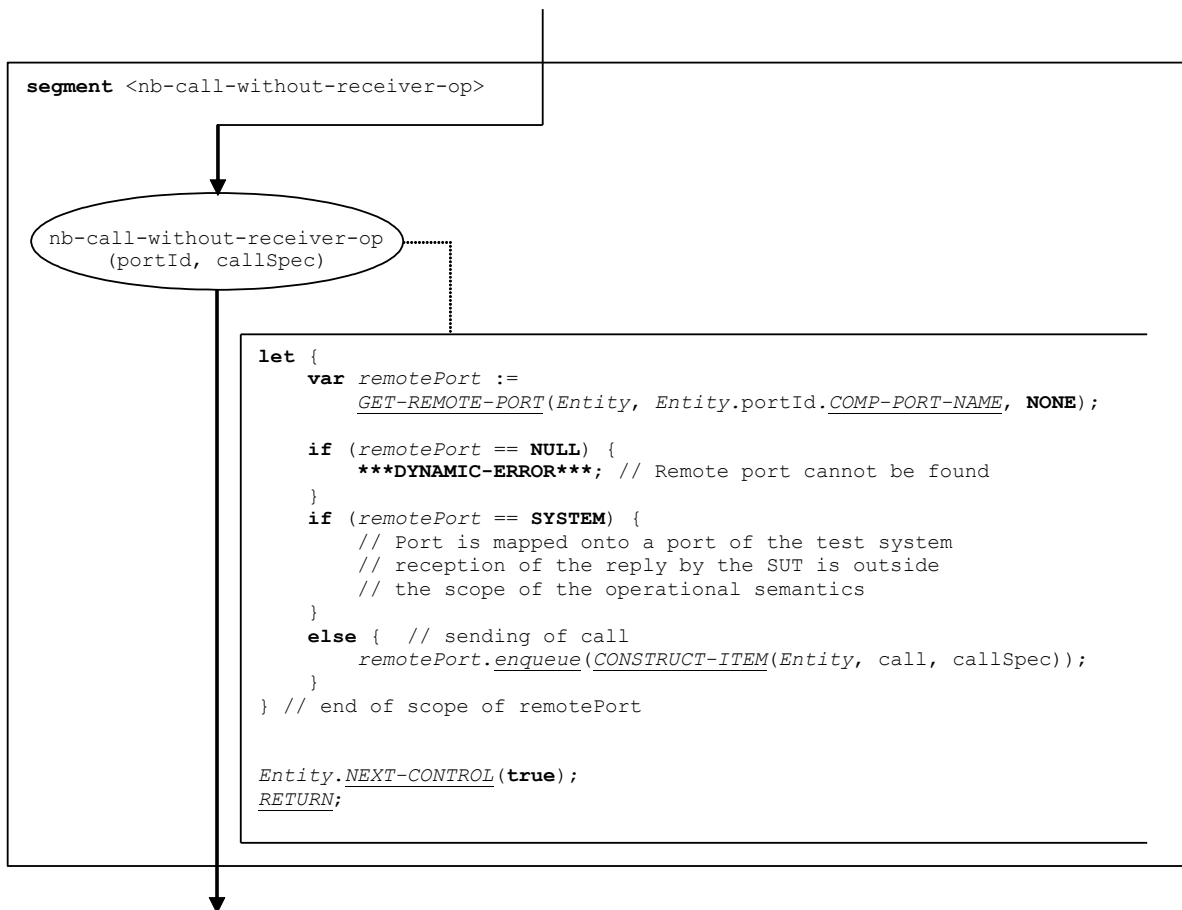 segment <nb-call-without-receiver-op>
nb-call-without-receiver-op
(portId, callSpec)
let {
    var remotePort :=
        GET-REMOTE-PORT(Entity, Entity.portId.COMP-PORT-NAME, NONE);
    if (remotePort == NULL) {
        ***DYNAMIC-ERROR***; // Remote port cannot be found
    }
    if (remotePort == SYSTEM) {
        // Port is mapped onto a port of the test system
        // reception of the reply by the SUT is outside
        // the scope of the operational semantics
    }
    else {  // sending of call
        remotePort.enqueue(CONSTRUCT-ITEM(Entity, call, callSpec));
    }
} // end of scope of remotePort
Entity.NEXT-CONTROL(true);
RETURN;